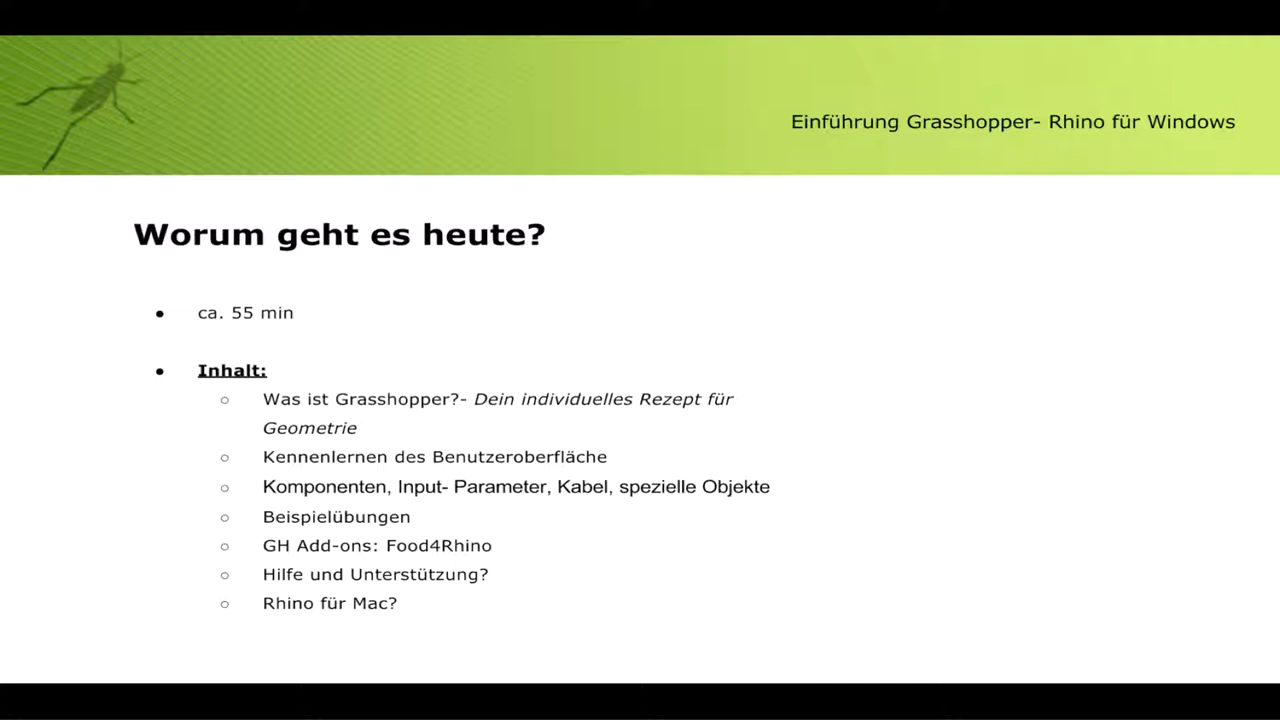 Einführung Grasshopper- Rhino für Windows
Worum geht es heute?
● ca. 55 min
● Inhalt:
○ Was ist Grasshopper?- Dein individuelles Rezept für
Geometrie
○ Kennenlernen des Benutzeroberfläche
○ Komponenten, Input- Parameter, Kabel, spezielle Objekte
○ Beispielübungen
○ GH Add-ons: Food4Rhino
○ Hilfe und Unterstützung?
○ Rhino für Mac?